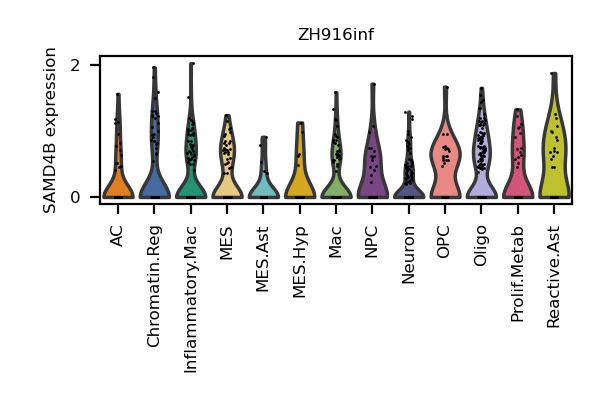 ZH916inf
SAMD4B expression
2
0
AC
Chromatin.Reg
Inflammatory.Mac
MES
MES.Ast
MES.Hyp
Mac
NPC
Neuron
OPC
Oligo
Prolif.Metab
Reactive.Ast